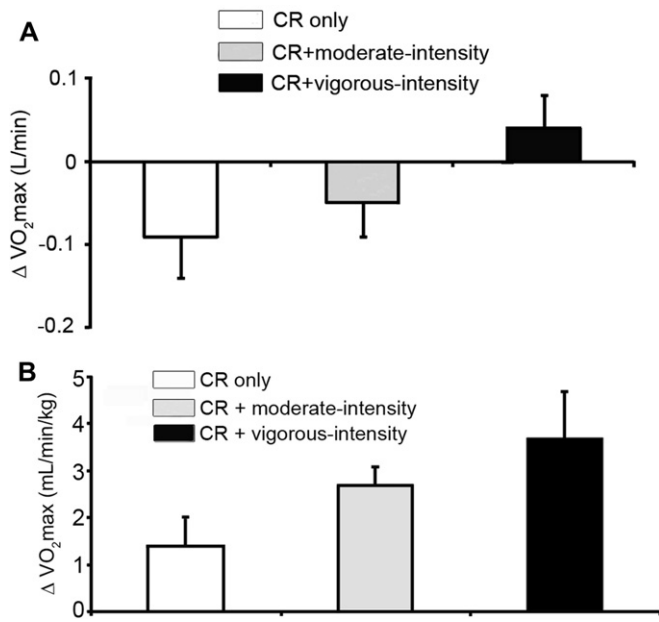 A
CR only
CR+moderate-intensity
CR+vigorous-intensity
0.1
0
-0.1
-0.2
Δ VO₂max (L/min)
B
CR only
CR + moderate-intensity
CR + vigorous-intensity
5
4
3
2
1
0
Δ VO₂max (mL/min/kg)